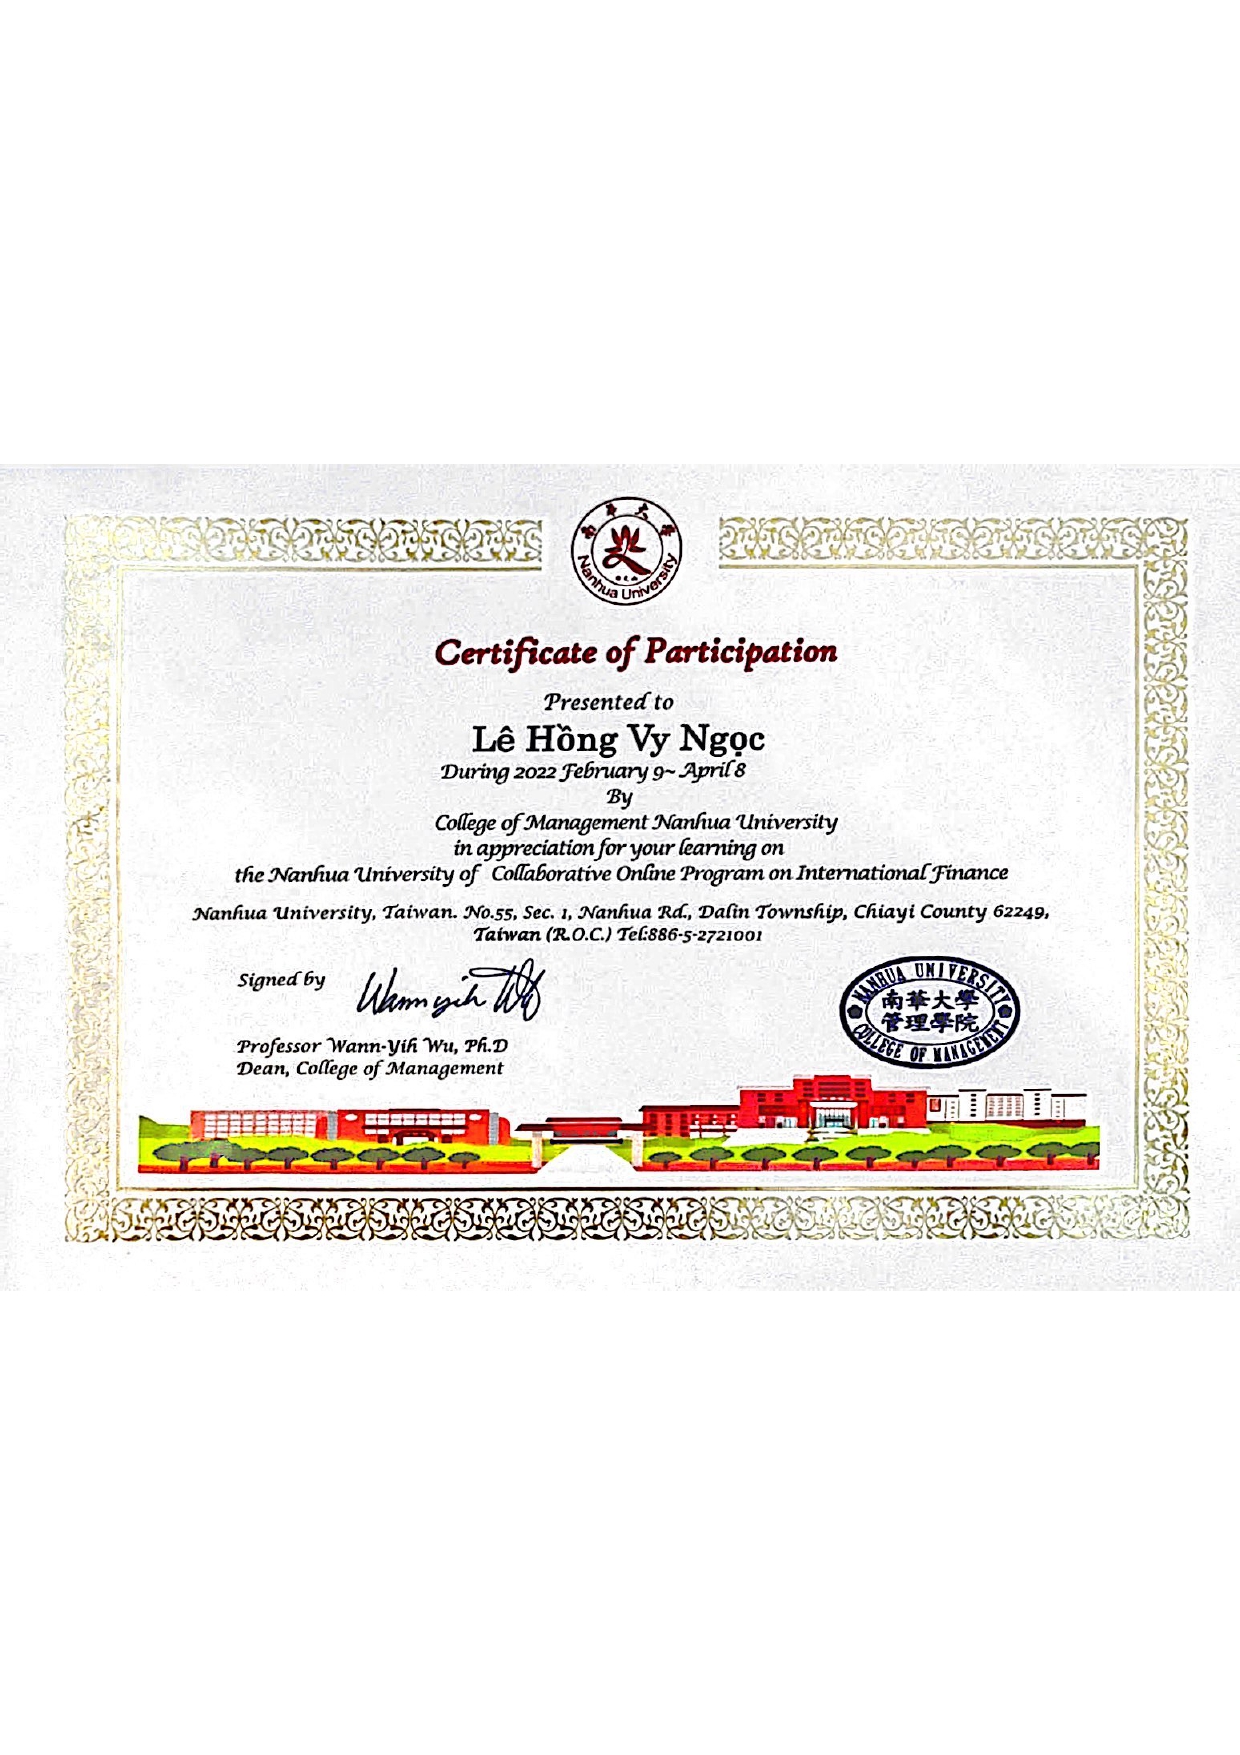 南華大學
Nanhua University
Certificate of Participation
Presented to
Lê Hồng Vy Ngọc
During 2022 February 9~ April 8
By
College of Management Nanhua University
in appreciation for your learning on
the Nanhua University of Collaborative Online Program on International Finance
Nanhua University, Taiwan. No.55, Sec. 1, Nanhua Rd., Dalin Township, Chiayi County 62249,
Taiwan (R.O.C.) Tel:886-5-2721001
Signed by
Wann-Yih Wu
Professor Wann-Yih Wu, Ph.D
Dean, College of Management
NANHUA UNIVERSITY
南華大學
管理學院
COLLEGE OF MANAGEMENT